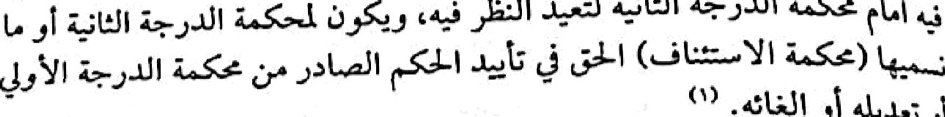 فيه أمام محكمة الدرجة الثانية لتعيد النظر فيه، ويكون لمحكمة الدرجة الثانية أو ما
نسميها (محكمة الاستئناف) الحق في تأييد الحكم الصادر من محكمة الدرجة الأولي
أو تعديله أو الغائه. (١)